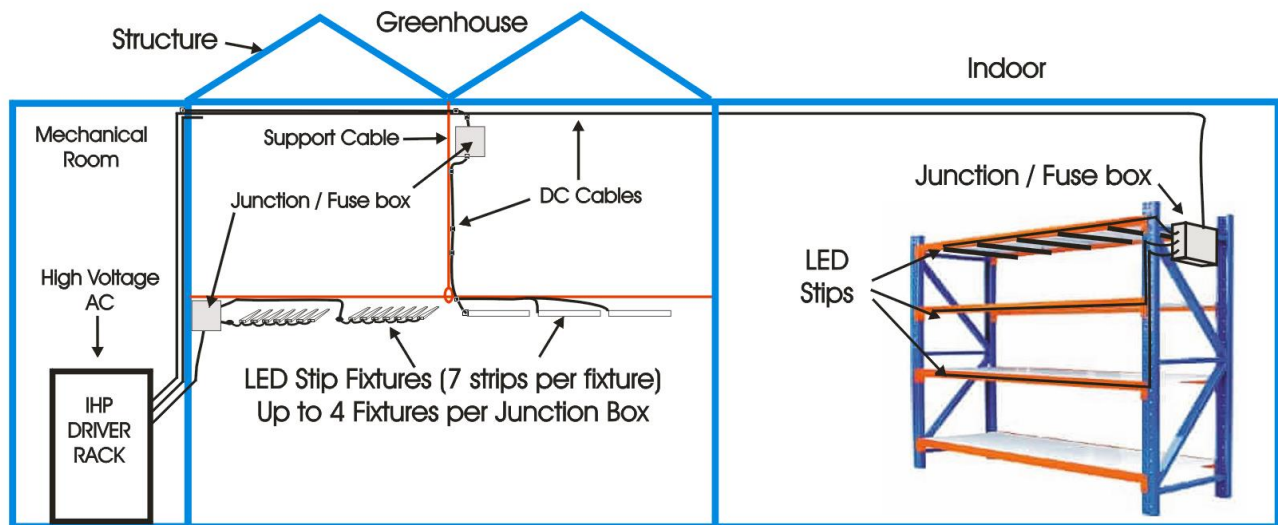 Greenhouse
Structure
Indoor
Mechanical
Room
Support Cable
Junction / Fuse box
DC Cables
Junction / Fuse box
High Voltage
AC
LED
Stips
LED Stip Fixtures (7 strips per fixture)
Up to 4 Fixtures per Junction Box
IHP
DRIVER
RACK